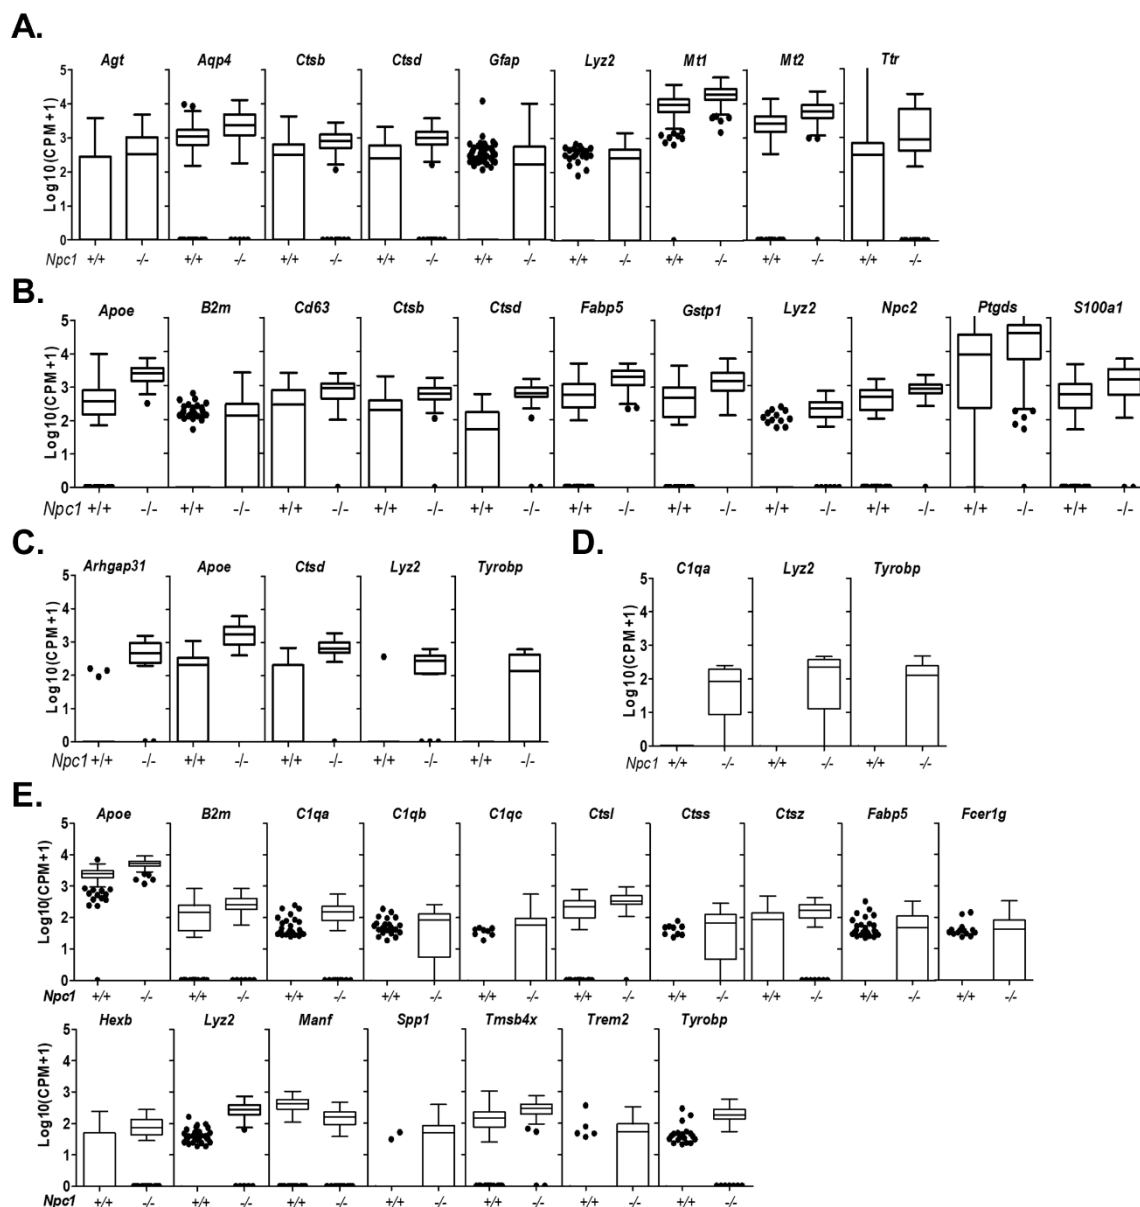 A.
Agt Aqp4 Ctsb Ctsd Gfap Lyz2 Mt1 Mt2 Ttr
Log10(CPM+1)
5
4
3
2
1
0
Npc1 +/+ -/- +/+ -/- +/+ -/- +/+ -/- +/+ -/- +/+ -/- +/+ -/- +/+ -/- +/+ -/-
B.
Apoe B2m Cd63 Ctsb Ctsd Fabp5 Gstp1 Lyz2 Npc2 Ptgds S100a1
Log10(CPM+1)
5
4
3
2
1
0
Npc1 +/+ -/- +/+ -/- +/+ -/- +/+ -/- +/+ -/- +/+ -/- +/+ -/- +/+ -/- +/+ -/- +/+ -/- +/+ -/-
C.
Arhgap31 Apoe Ctsd Lyz2 Tyrobp
Log10(CPM+1)
5
4
3
2
1
0
Npc1 +/+ -/- +/+ -/- +/+ -/- +/+ -/- +/+ -/-
D.
C1qa Lyz2 Tyrobp
Log10(CPM+1)
5
4
3
2
1
0
Npc1 +/+ -/- +/+ -/- +/+ -/-
E.
Apoe B2m C1qa C1qb C1qc Ctsl Ctss Ctsz Fabp5 Fcer1g
Log10(CPM+1)
5
4
3
2
1
0
Npc1 +/+ -/- +/+ -/- +/+ -/- +/+ -/- +/+ -/- +/+ -/- +/+ -/- +/+ -/- +/+ -/- +/+ -/-
Hexb Lyz2 Manf Spp1 Tmsb4x Trem2 Tyrobp
Log10(CPM+1)
5
4
3
2
1
0
Npc1 +/+ -/- +/+ -/- +/+ -/- +/+ -/- +/+ -/- +/+ -/- +/+ -/-